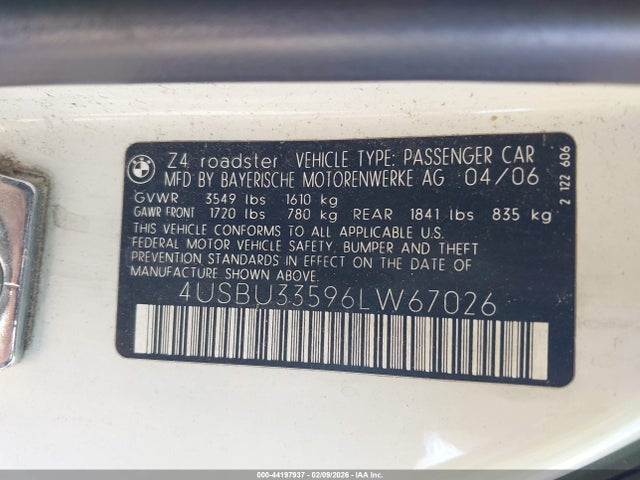 BMW
Z4 roadster VEHICLE TYPE: PASSENGER CAR
MFD BY BAYERISCHE MOTORENWERKE AG 04/06
GVWR 3549 lbs 1610 kg
GAWR FRONT 1720 lbs 780 kg REAR 1841 lbs 835 kg
THIS VEHICLE CONFORMS TO ALL APPLICABLE U.S.
FEDERAL MOTOR VEHICLE SAFETY, BUMPER AND THEFT
PREVENTION STANDARDS IN EFFECT ON THE DATE OF
MANUFACTURE SHOWN ABOVE.
4USBU33596LW67026
2 122 606
000-44197937 - 02/09/2026 - IAA, LLC